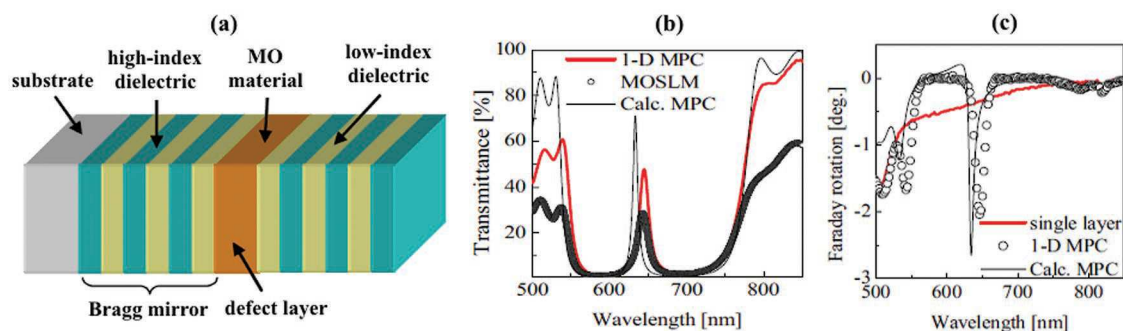 (a)
substrate
high-index
dielectric
MO
material
low-index
dielectric
Bragg mirror
defect layer
(b)
Transmittance [%]
100
80
60
40
20
1-D MPC
MOSLM
Calc. MPC
500 600 700 800
Wavelength [nm]
(c)
Faraday rotation [deg.]
0
-1
-2
-3
single layer
1-D MPC
Calc. MPC
500 600 700 800
Wavelength [nm]